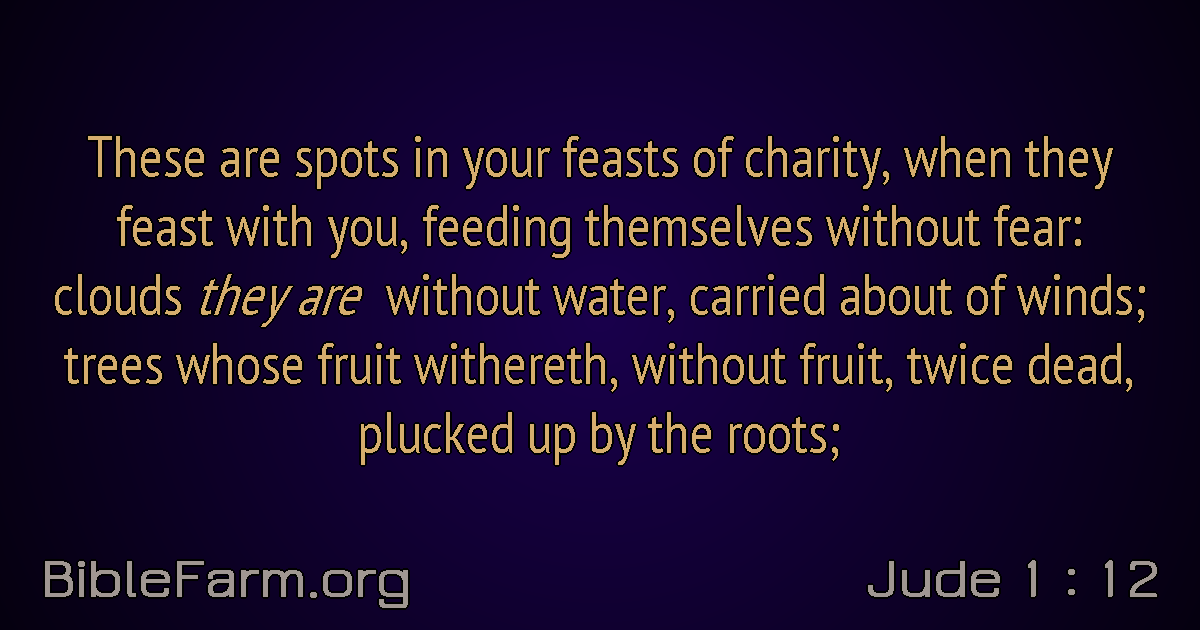 These are spots in your feasts of charity, when they
feast with you, feeding themselves without fear:
clouds they are without water, carried about of winds;
trees whose fruit withereth, without fruit, twice dead,
plucked up by the roots;
BibleFarm.org
Jude 1 : 12